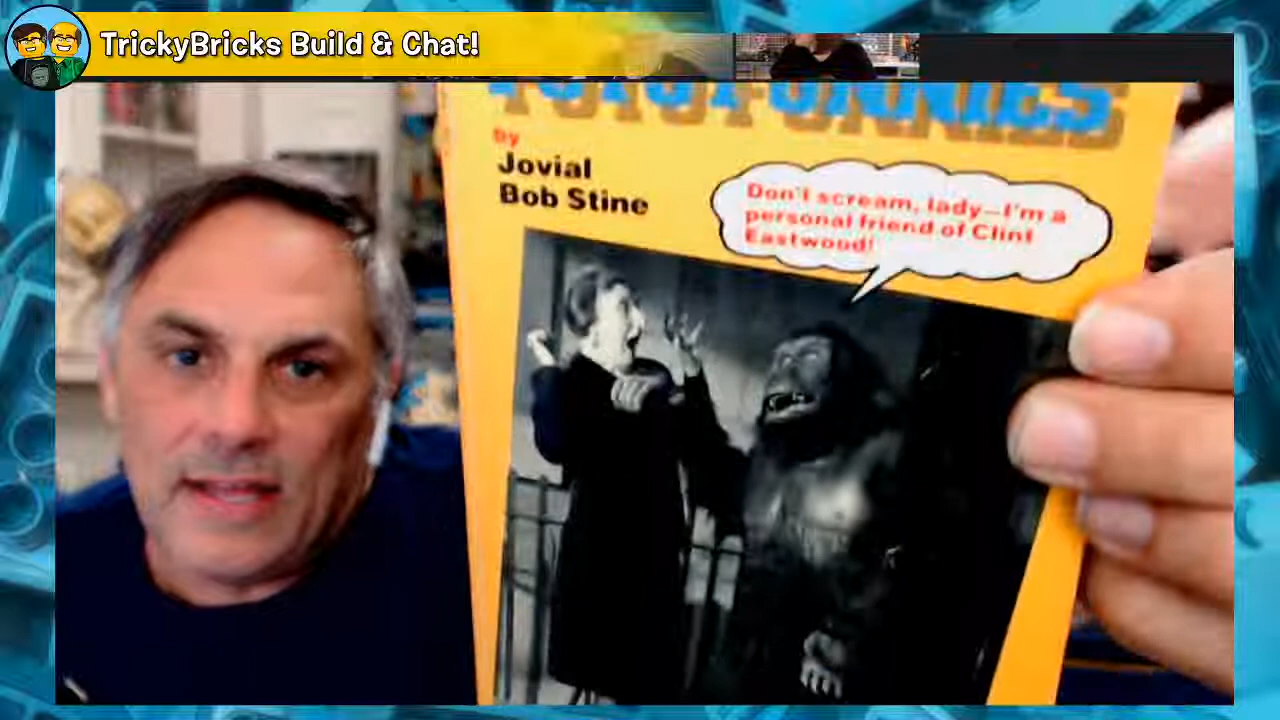 TrickyBricks Build & Chat!
by
Jovial
Bob Stine
Don't scream, lady—I'm a
personal friend of Clint
Eastwood!